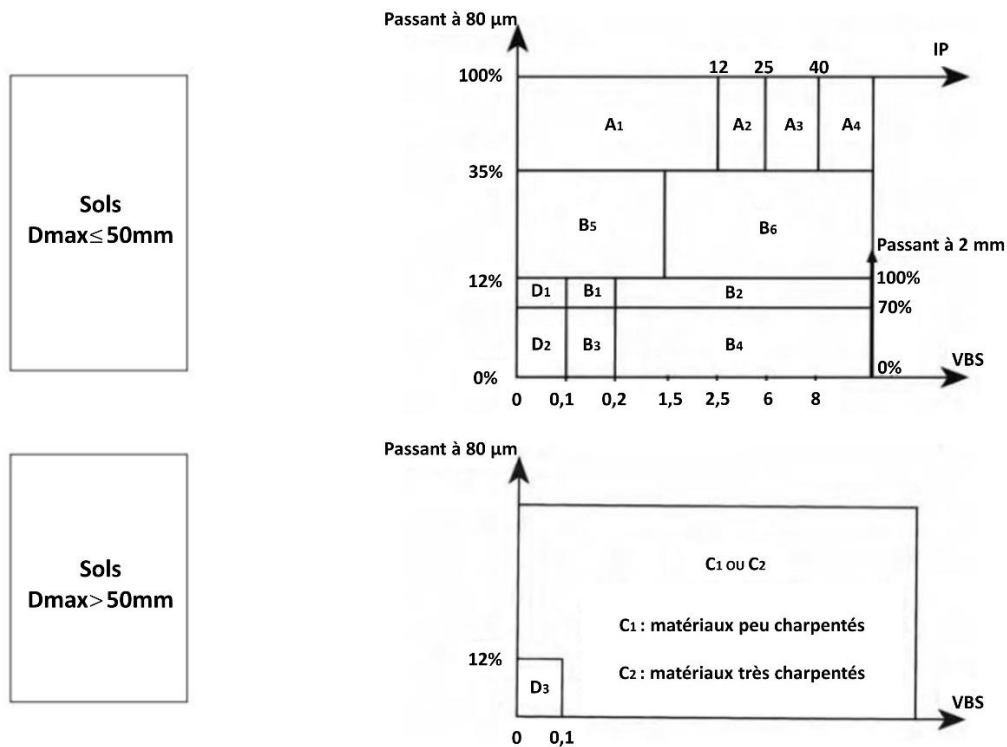 Passant à 80 µm
IP
12 25 40
100%
A1 A2 A3 A4
35%
Sols
Dmax≤50mm
B5 B6
Passant à 2 mm
12%
100%
D1 B1 B2
70%
D2 B3 B4
0%
0%
VBS
0 0,1 0,2 1,5 2,5 6 8
Passant à 80 µm
Sols
Dmax>50mm
C1 OU C2
C1 : matériaux peu charpentés
12%
C2 : matériaux très charpentés
D3
VBS
0 0,1